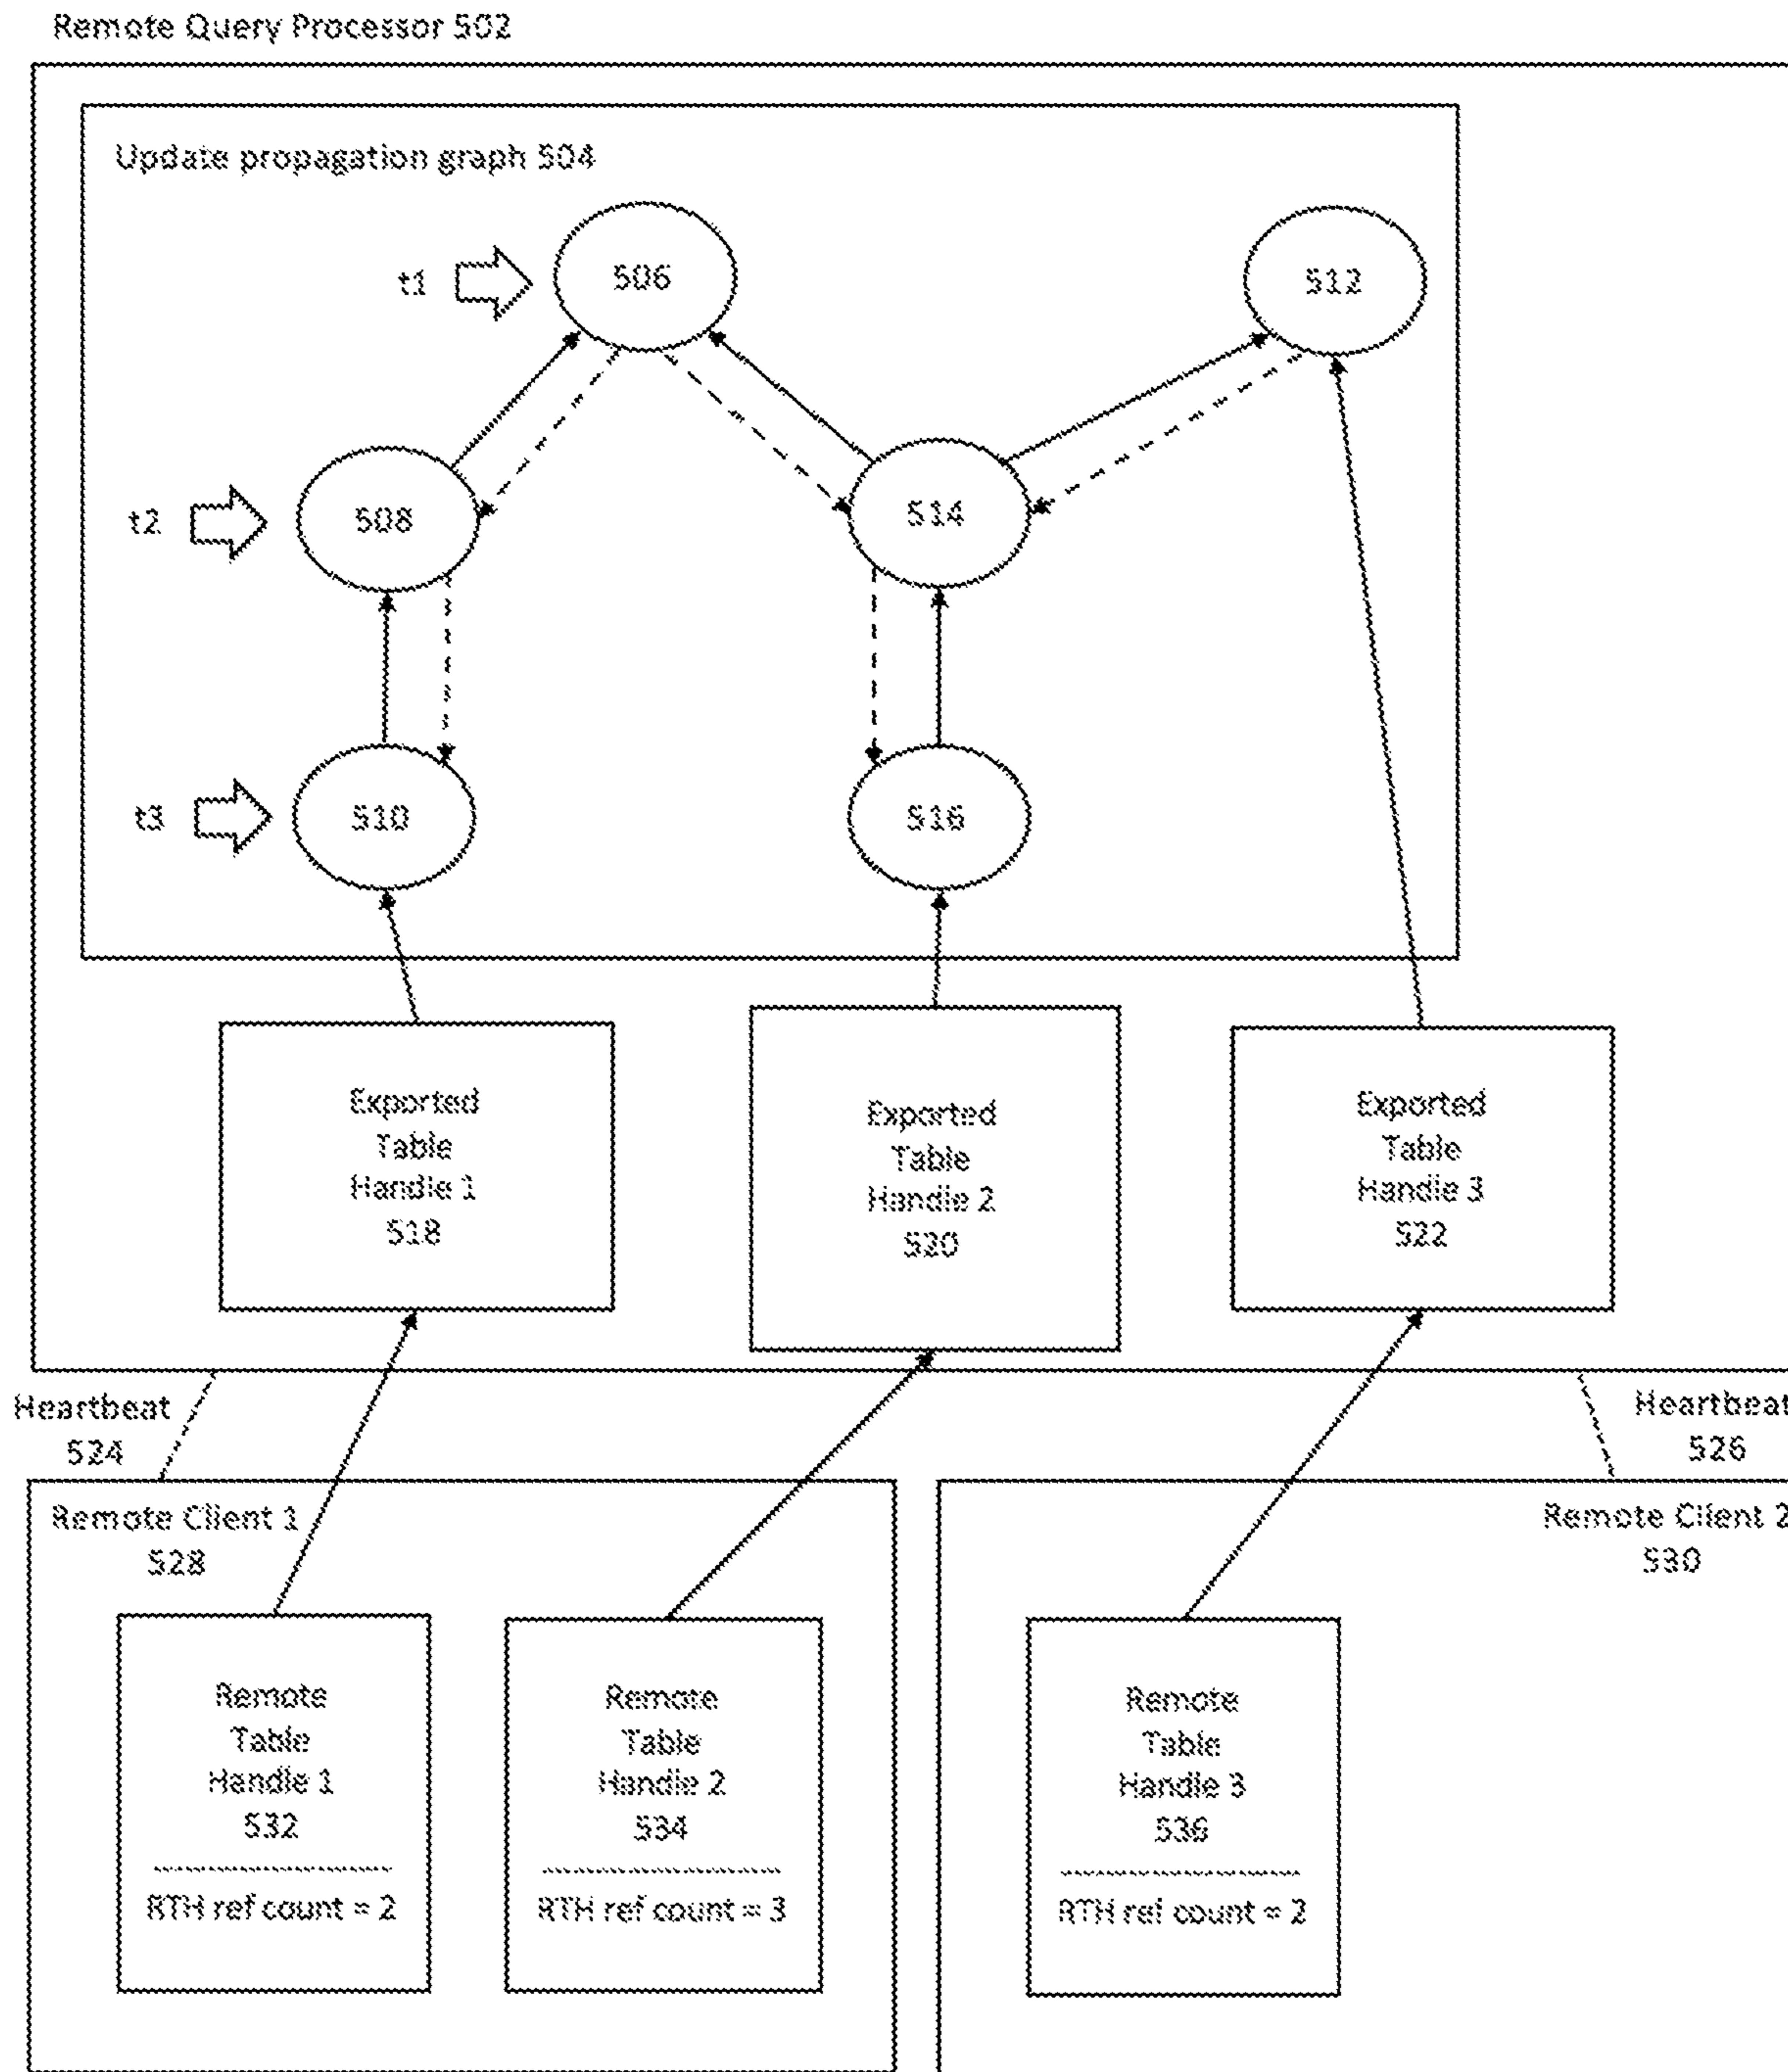 Remote Query Processor 502
Update propagation graph 504
t1
506
512
t2
508
514
t3
510
516
Exported
Table
Handle 1
518
Exported
Table
Handle 2
520
Exported
Table
Handle 3
522
Heartbeat
524
Heartbeat
526
Remote Client 1
528
Remote Client 2
530
Remote
Table
Handle 1
532
RTH ref count = 2
Remote
Table
Handle 2
534
RTH ref count = 3
Remote
Table
Handle 3
536
RTH ref count = 2